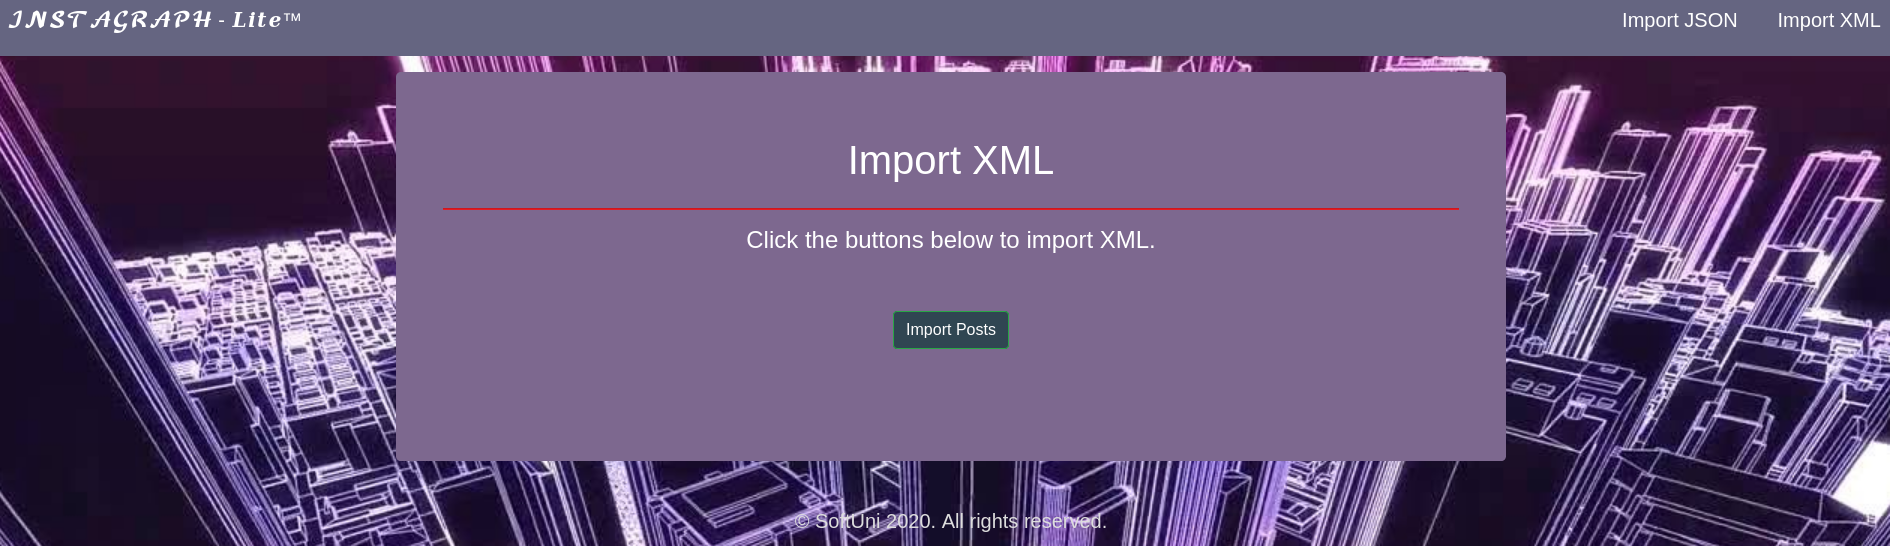 INSTAGRAPH - Lite™
Import JSON
Import XML
Import XML
Click the buttons below to import XML.
Import Posts
© SoftUni 2020. All rights reserved.